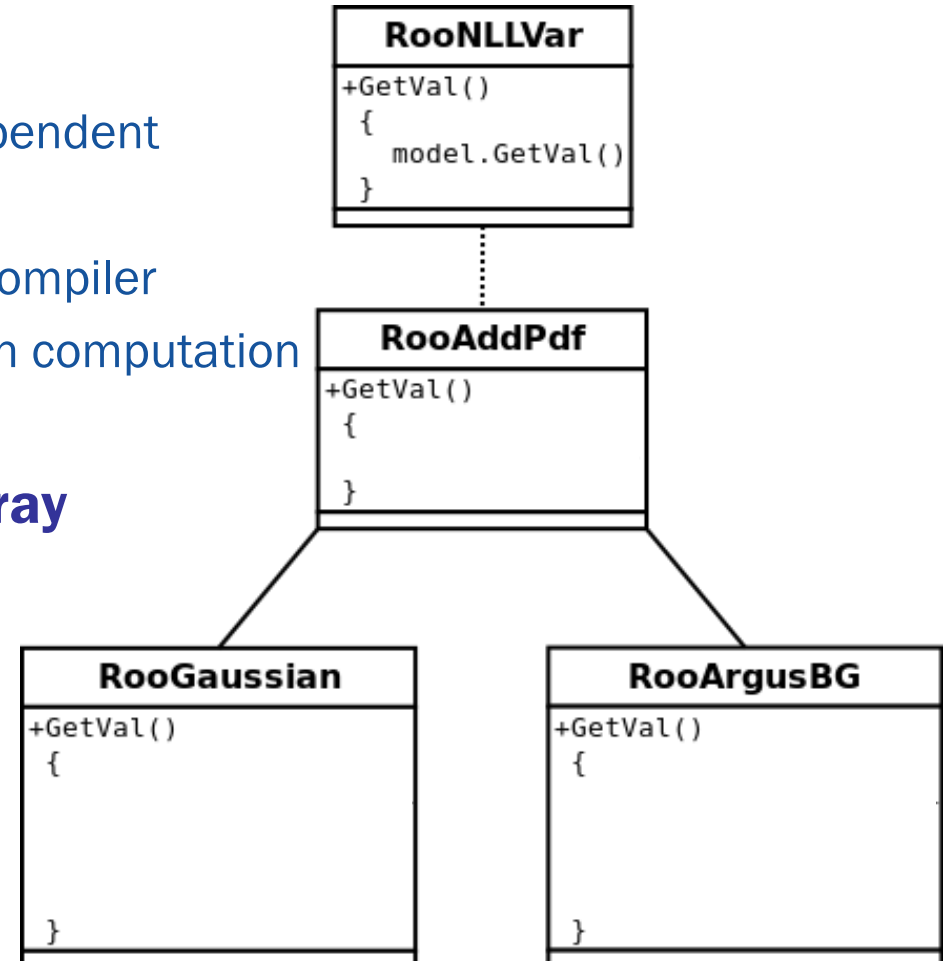 RooNLLVar
+GetVal()
{
model.GetVal()
}
pendent
ompiler
n computation
ray
RooAddPdf
+GetVal()
{
}
RooGaussian
+GetVal()
{
}
RooArgusBG
+GetVal()
{
}